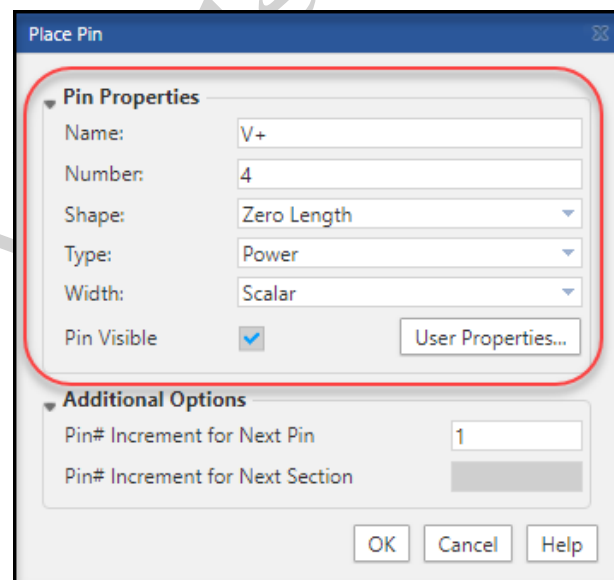 Place Pin
Pin Properties
Name: V+
Number: 4
Shape: Zero Length
Type: Power
Width: Scalar
Pin Visible User Properties...
Additional Options
Pin# Increment for Next Pin 1
Pin# Increment for Next Section
OK Cancel Help